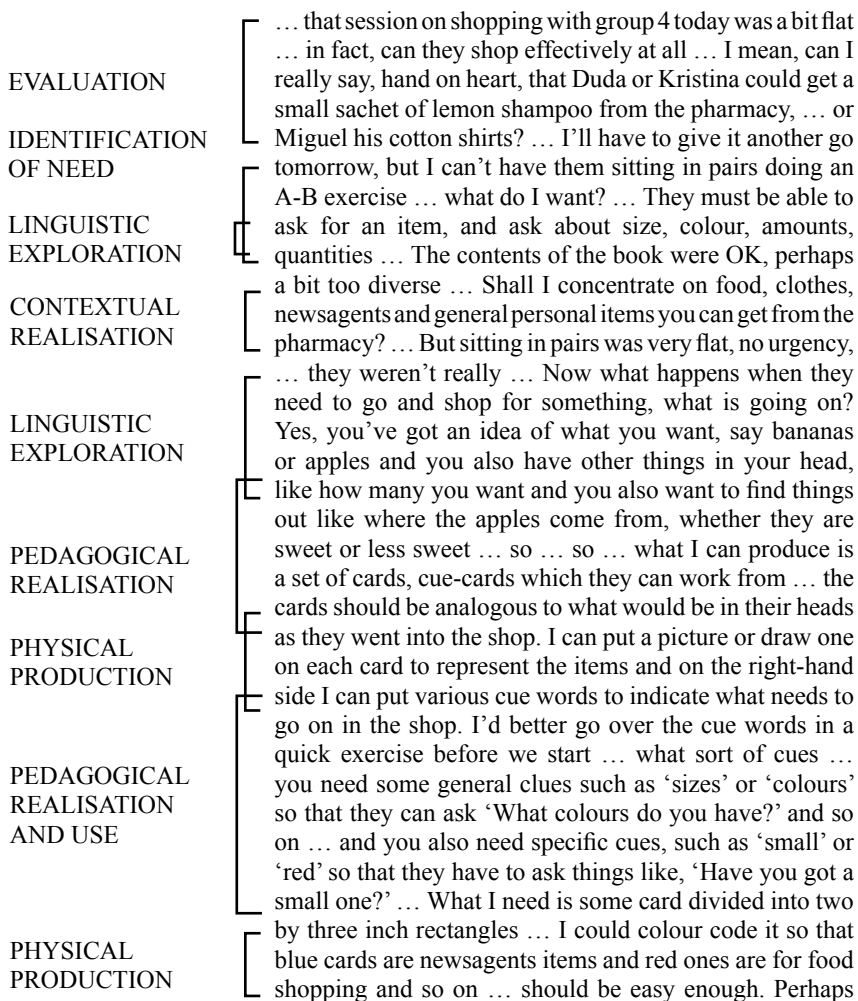 … that session on shopping with group 4 today was a bit flat
… in fact, can they shop effectively at all … I mean, can I
EVALUATION
really say, hand on heart, that Duda or Kristina could get a
small sachet of lemon shampoo from the pharmacy, … or
IDENTIFICATION
Miguel his cotton shirts? … I'll have to give it another go
OF NEED
tomorrow, but I can't have them sitting in pairs doing an
A-B exercise … what do I want? … They must be able to
LINGUISTIC
ask for an item, and ask about size, colour, amounts,
EXPLORATION
quantities … The contents of the book were OK, perhaps
a bit too diverse … Shall I concentrate on food, clothes,
CONTEXTUAL
newsagents and general personal items you can get from the
REALISATION
pharmacy? … But sitting in pairs was very flat, no urgency,
… they weren't really … Now what happens when they
need to go and shop for something, what is going on?
LINGUISTIC
Yes, you've got an idea of what you want, say bananas
EXPLORATION
or apples and you also have other things in your head,
like how many you want and you also want to find things
out like where the apples come from, whether they are
PEDAGOGICAL
sweet or less sweet … so … so … what I can produce is
REALISATION
a set of cards, cue-cards which they can work from … the
cards should be analogous to what would be in their heads
PHYSICAL
as they went into the shop. I can put a picture or draw one
PRODUCTION
on each card to represent the items and on the right-hand
side I can put various cue words to indicate what needs to
go on in the shop. I'd better go over the cue words in a
quick exercise before we start … what sort of cues …
PEDAGOGICAL
you need some general clues such as 'sizes' or 'colours'
REALISATION
so that they can ask 'What colours do you have?' and so
AND USE
on … and you also need specific cues, such as 'small' or
'red' so that they have to ask things like, 'Have you got a
small one?' … What I need is some card divided into two
by three inch rectangles … I could colour code it so that
PHYSICAL
blue cards are newsagents items and red ones are for food
PRODUCTION
shopping and so on … should be easy enough. Perhaps